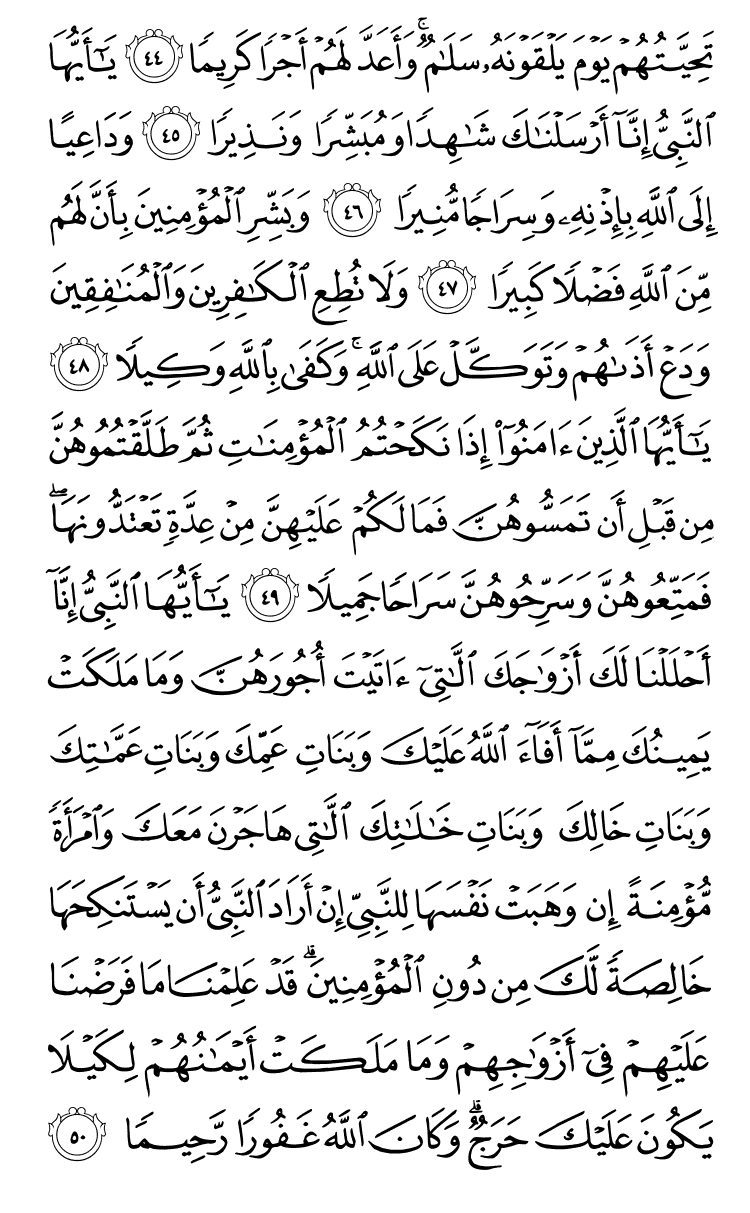 تَحِيَّتُهُمْ يَوْمَ يَلْقَوْنَهُۥ سَلَـٰمٌ ۚ وَأَعَدَّ لَهُمْ أَجْرًا كَرِيمًا ٤٤ يَـٰٓأَيُّهَا
ٱلنَّبِىُّ إِنَّآ أَرْسَلْنَـٰكَ شَـٰهِدًا وَمُبَشِّرًا وَنَذِيرًا ٤٥ وَدَاعِيًا
إِلَى ٱللَّهِ بِإِذْنِهِۦ وَسِرَاجًا مُّنِيرًا ٤٦ وَبَشِّرِ ٱلْمُؤْمِنِينَ بِأَنَّ لَهُم
مِّنَ ٱللَّهِ فَضْلًا كَبِيرًا ٤٧ وَلَا تُطِعِ ٱلْكَـٰفِرِينَ وَٱلْمُنَـٰفِقِينَ
وَدَعْ أَذَىٰهُمْ وَتَوَكَّلْ عَلَى ٱللَّهِ ۚ وَكَفَىٰ بِٱللَّهِ وَكِيلًا ٤٨
يَـٰٓأَيُّهَا ٱلَّذِينَ ءَامَنُوٓا۟ إِذَا نَكَحْتُمُ ٱلْمُؤْمِنَـٰتِ ثُمَّ طَلَّقْتُمُوهُنَّ
مِن قَبْلِ أَن تَمَسُّوهُنَّ فَمَا لَكُمْ عَلَيْهِنَّ مِنْ عِدَّةٍ تَعْتَدُّونَهَا ۖ
فَمَتِّعُوهُنَّ وَسَرِّحُوهُنَّ سَرَاحًا جَمِيلًا ٤٩ يَـٰٓأَيُّهَا ٱلنَّبِىُّ إِنَّآ
أَحْلَلْنَا لَكَ أَزْوَٰجَكَ ٱلَّـٰتِىٓ ءَاتَيْتَ أُجُورَهُنَّ وَمَا مَلَكَتْ
يَمِينُكَ مِمَّآ أَفَآءَ ٱللَّهُ عَلَيْكَ وَبَنَاتِ عَمِّكَ وَبَنَاتِ عَمَّـٰتِكَ
وَبَنَاتِ خَالِكَ وَبَنَاتِ خَـٰلَـٰتِكَ ٱلَّـٰتِى هَاجَرْنَ مَعَكَ وَٱمْرَأَةً
مُّؤْمِنَةً إِن وَهَبَتْ نَفْسَهَا لِلنَّبِىِّ إِنْ أَرَادَ ٱلنَّبِىُّ أَن يَسْتَنكِحَهَا
خَالِصَةً لَّكَ مِن دُونِ ٱلْمُؤْمِنِينَ ۗ قَدْ عَلِمْنَا مَا فَرَضْنَا
عَلَيْهِمْ فِىٓ أَزْوَٰجِهِمْ وَمَا مَلَكَتْ أَيْمَـٰنُهُمْ لِكَيْلَا
يَكُونَ عَلَيْكَ حَرَجٌ ۗ وَكَانَ ٱللَّهُ غَفُورًا رَّحِيمًا ٥٠